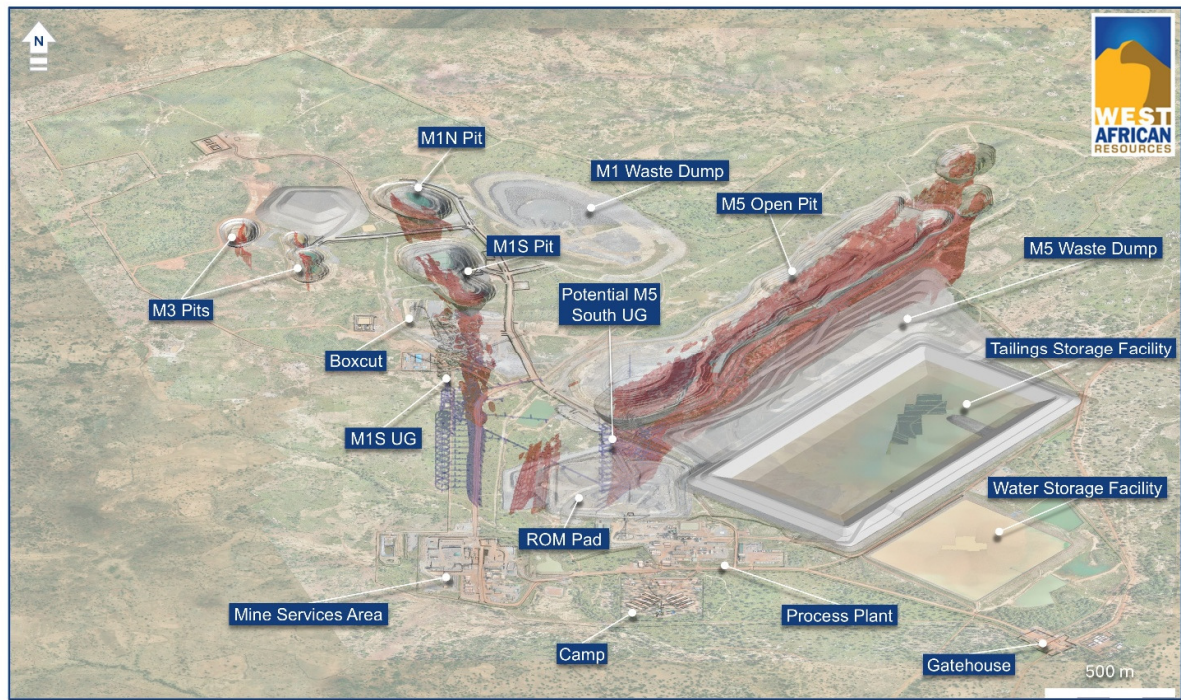 N
WEST
AFRICAN
RESOURCES
M1N Pit
M1 Waste Dump
M5 Open Pit
M1S Pit
M5 Waste Dump
Potential M5
South UG
M3 Pits
Boxcut
Tailings Storage Facility
M1S UG
Water Storage Facility
ROM Pad
Mine Services Area
Process Plant
Camp
Gatehouse
500 m